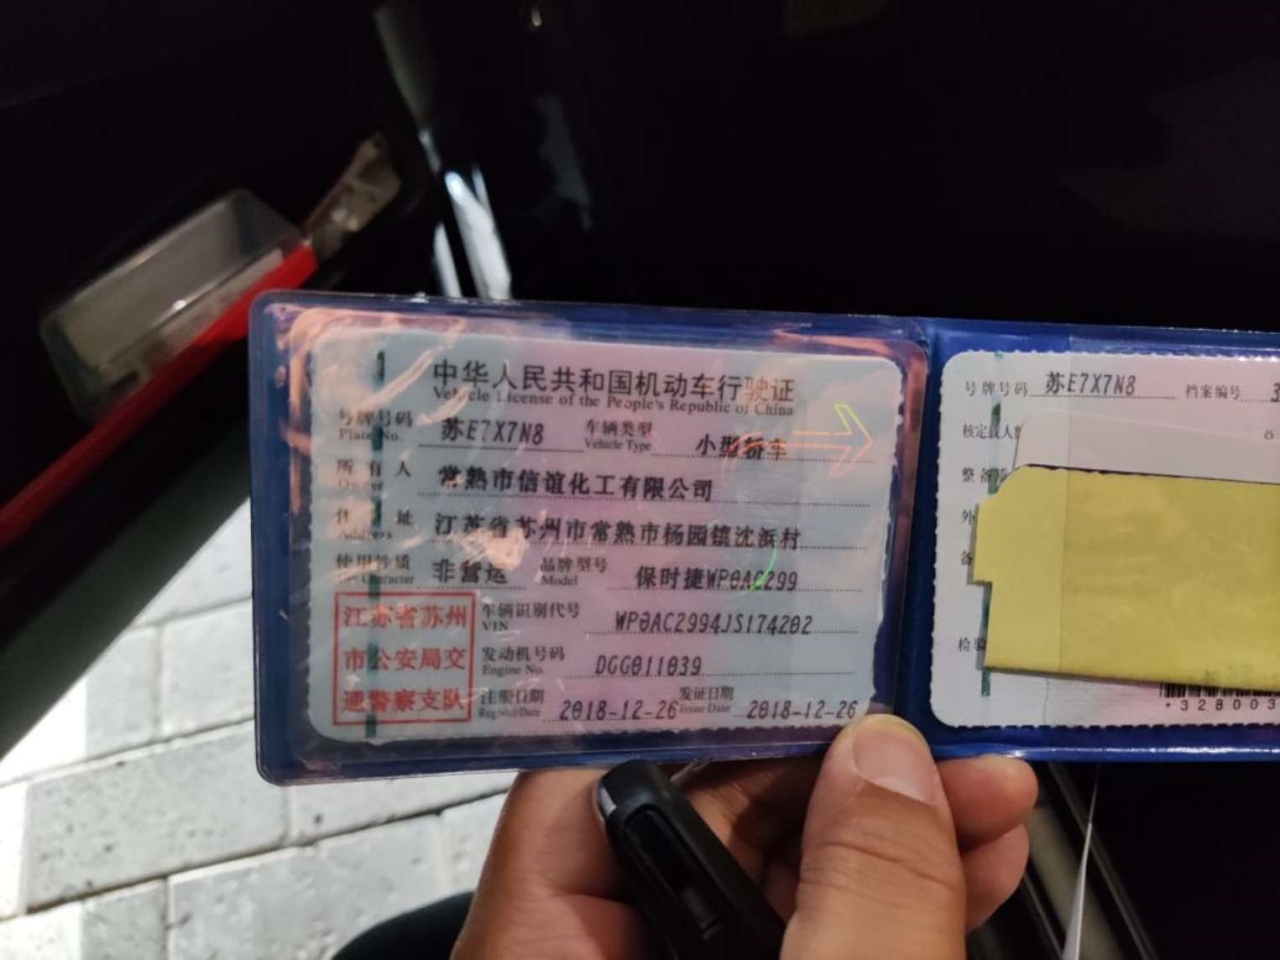 中华人民共和国机动车行驶证
Vehicle License of the People's Republic of China
号牌号码 苏E7X7N8 车辆类型 小型轿车
Plate No. Vehicle Type
所有人 常熟市信谊化工有限公司
Owner
住址 江苏省苏州市常熟市杨园镇沈浜村
Address
使用性质 非营运 品牌型号 保时捷WP0AC299
Use Character Model
江苏省苏州
市公安局交
通警察支队
车辆识别代号 WP0AC2994JS174202
VIN
发动机号码 DGG011039
Engine No.
注册日期 2018-12-26 发证日期 2018-12-26
Register Date Issue Date
号牌号码 苏E7X7N8 档案编号 3
核定载人
整备
外
备
检验
+328003